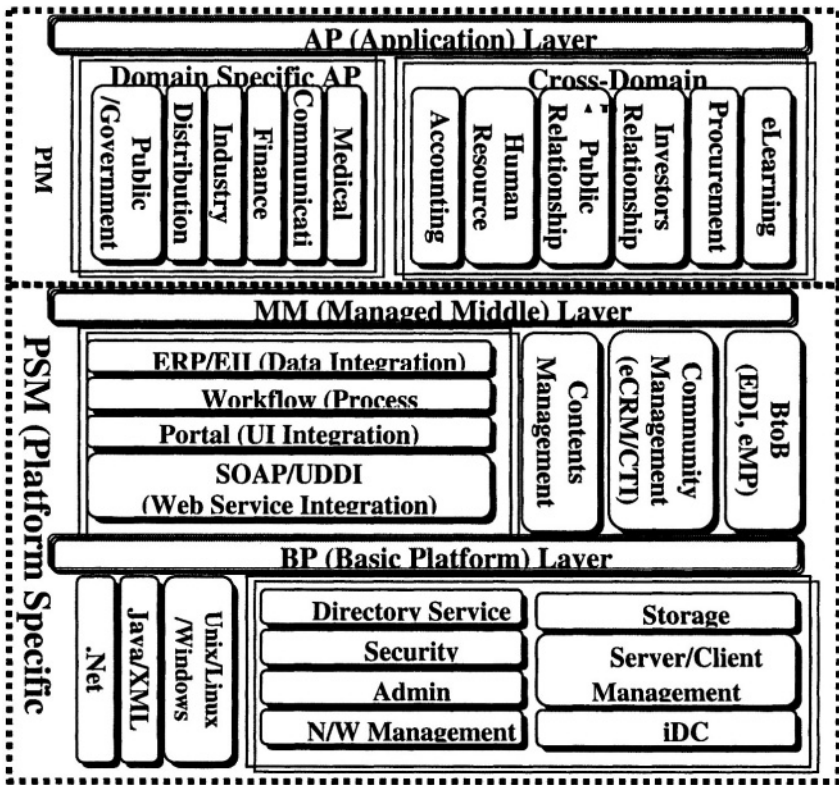 AP (Application) Layer
Domain Specific AP
Cross-Domain
PIM
Public
/Government
Distribution
Industry
Finance
Communicati
Medical
Accounting
Human
Resource
Public
Relationship
Investors
Relationship
Procurement
eLearning
PSM (Platform Specific
MM (Managed Middle) Layer
ERP/EII (Data Integration)
Workflow (Process
Portal (UI Integration)
SOAP/UDDI
(Web Service Integration)
Contents
Management
Community
Management
(eCRM/CTI)
BtoB
(EDI, eMP)
BP (Basic Platform) Layer
.Net
Java/XML
Unix/Linux
/Windows
Directory Service
Security
Admin
N/W Management
Storage
Server/Client
Management
iDC